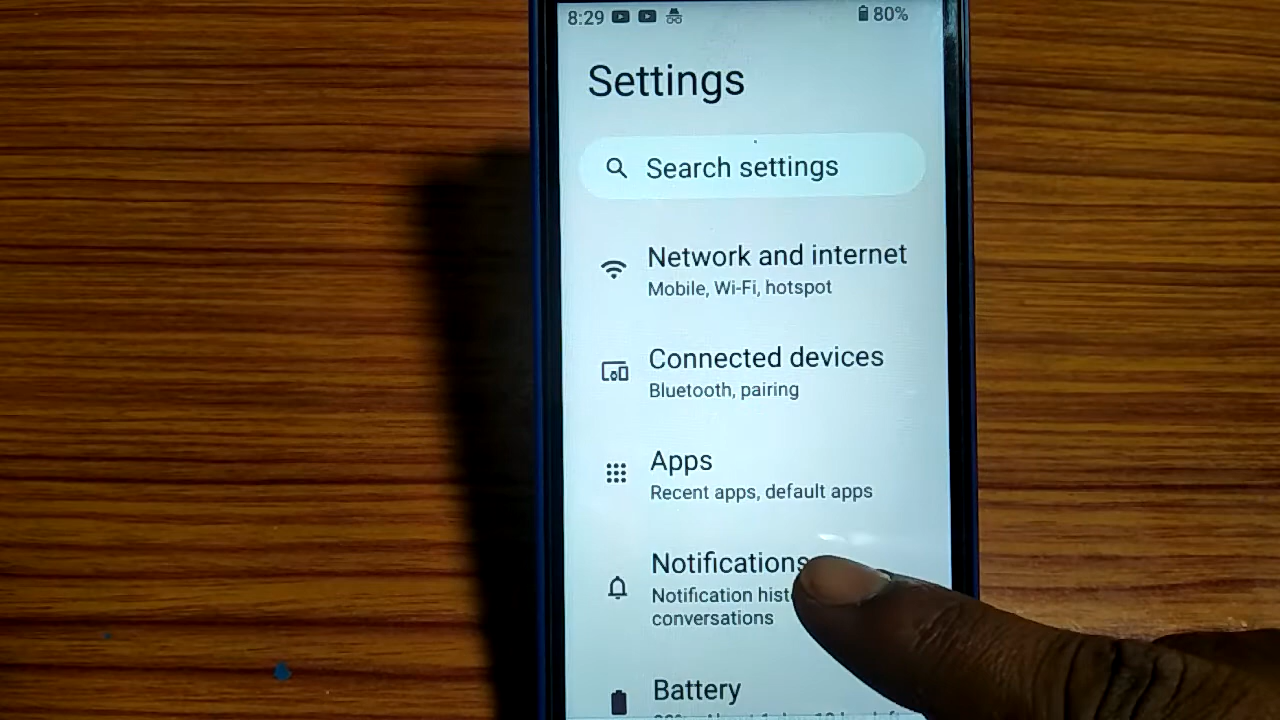 8:29 80%
Settings
Search settings
Network and internet
Mobile, Wi-Fi, hotspot
Connected devices
Bluetooth, pairing
Apps
Recent apps, default apps
Notifications
Notification
conversations
Battery